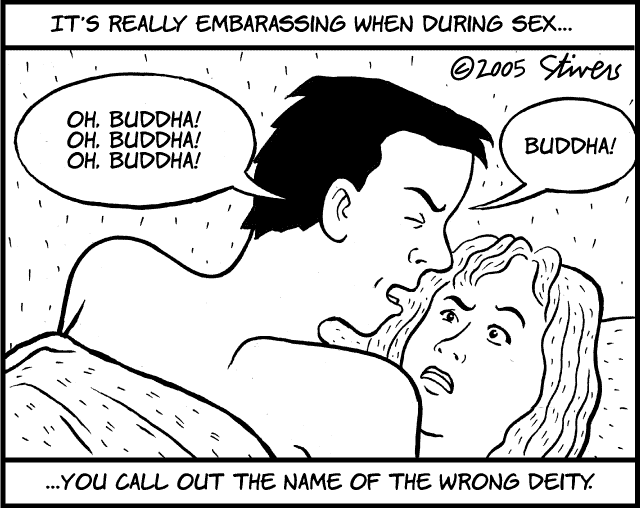 IT'S REALLY EMBARASSING WHEN DURING SEX...
©2005 Stivers
OH, BUDDHA!
OH, BUDDHA!
OH, BUDDHA!
BUDDHA!
...YOU CALL OUT THE NAME OF THE WRONG DEITY.